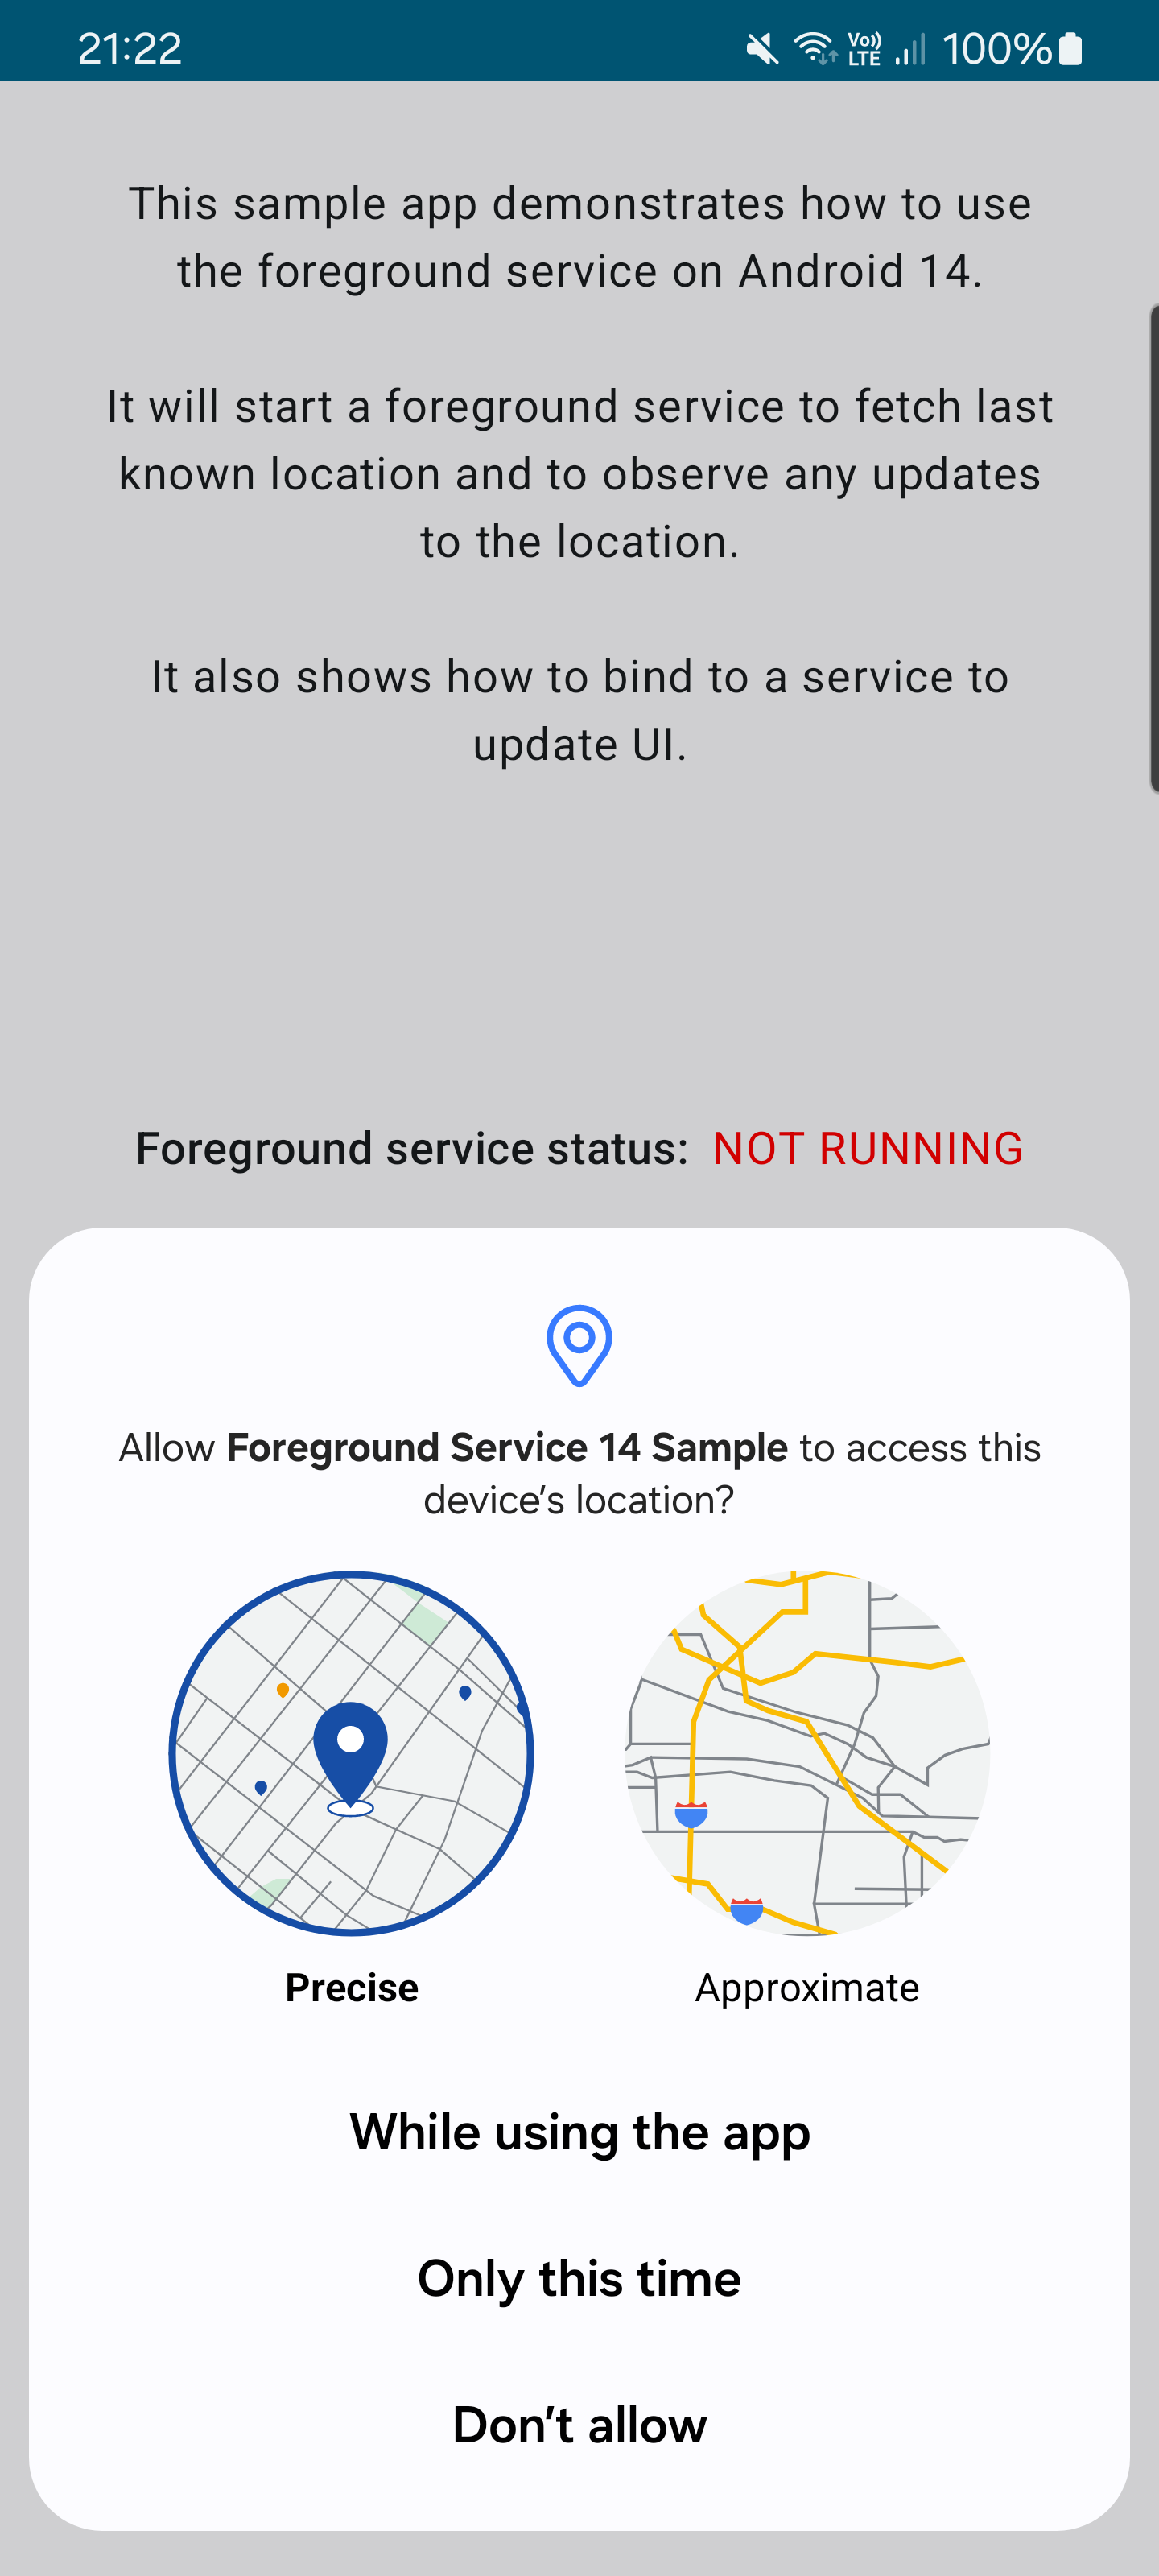 21:22
Vo))
LTE
100%
This sample app demonstrates how to use
the foreground service on Android 14.
It will start a foreground service to fetch last
known location and to observe any updates
to the location.
It also shows how to bind to a service to
update UI.
Foreground service status: NOT RUNNING
Allow Foreground Service 14 Sample to access this
device’s location?
Precise
Approximate
While using the app
Only this time
Don’t allow